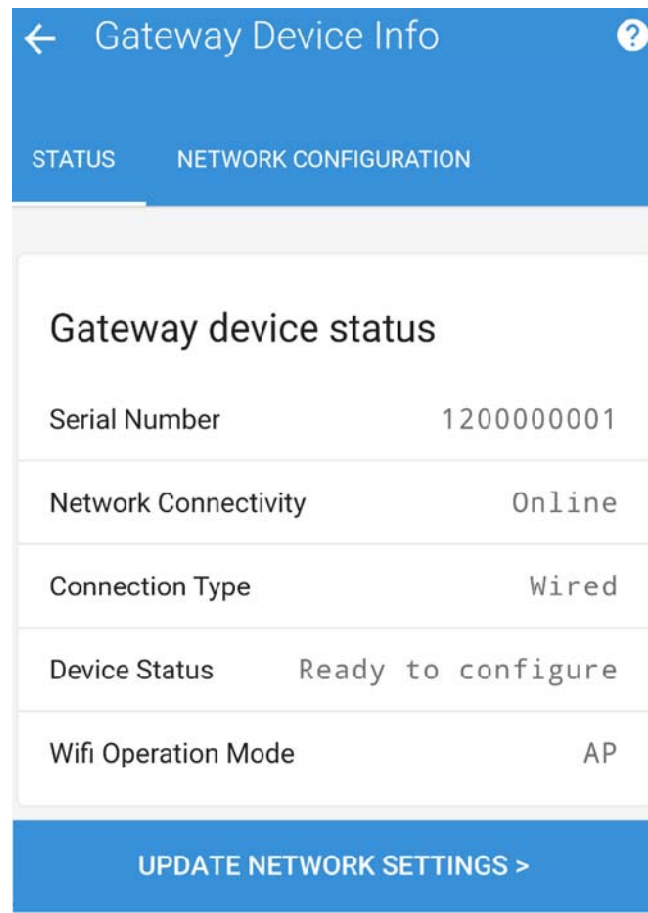 ← Gateway Device Info ?
STATUS NETWORK CONFIGURATION
Gateway device status
Serial Number 1200000001
Network Connectivity Online
Connection Type Wired
Device Status Ready to configure
Wifi Operation Mode AP
UPDATE NETWORK SETTINGS >